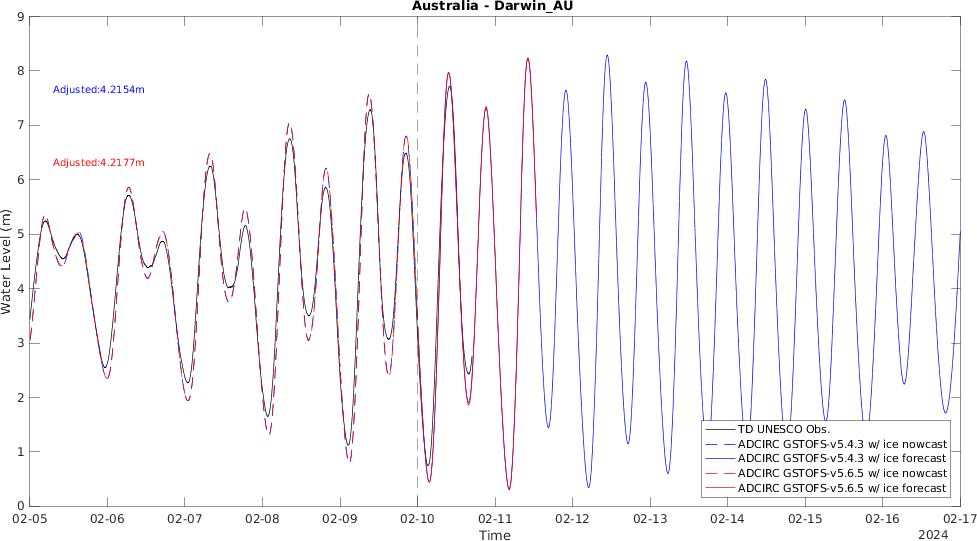 Australia - Darwin_AU
9
8
7
6
5
4
3
2
1
0
Water Level (m)
Adjusted:4.2154m
Adjusted:4.2177m
TD UNESCO Obs.
ADCIRC GSTOFS-v5.4.3 w/ ice nowcast
ADCIRC GSTOFS-v5.4.3 w/ ice forecast
ADCIRC GSTOFS-v5.6.5 w/ ice nowcast
ADCIRC GSTOFS-v5.6.5 w/ ice forecast
02-05 02-06 02-07 02-08 02-09 02-10 02-11 02-12 02-13 02-14 02-15 02-16 02-17
Time
2024